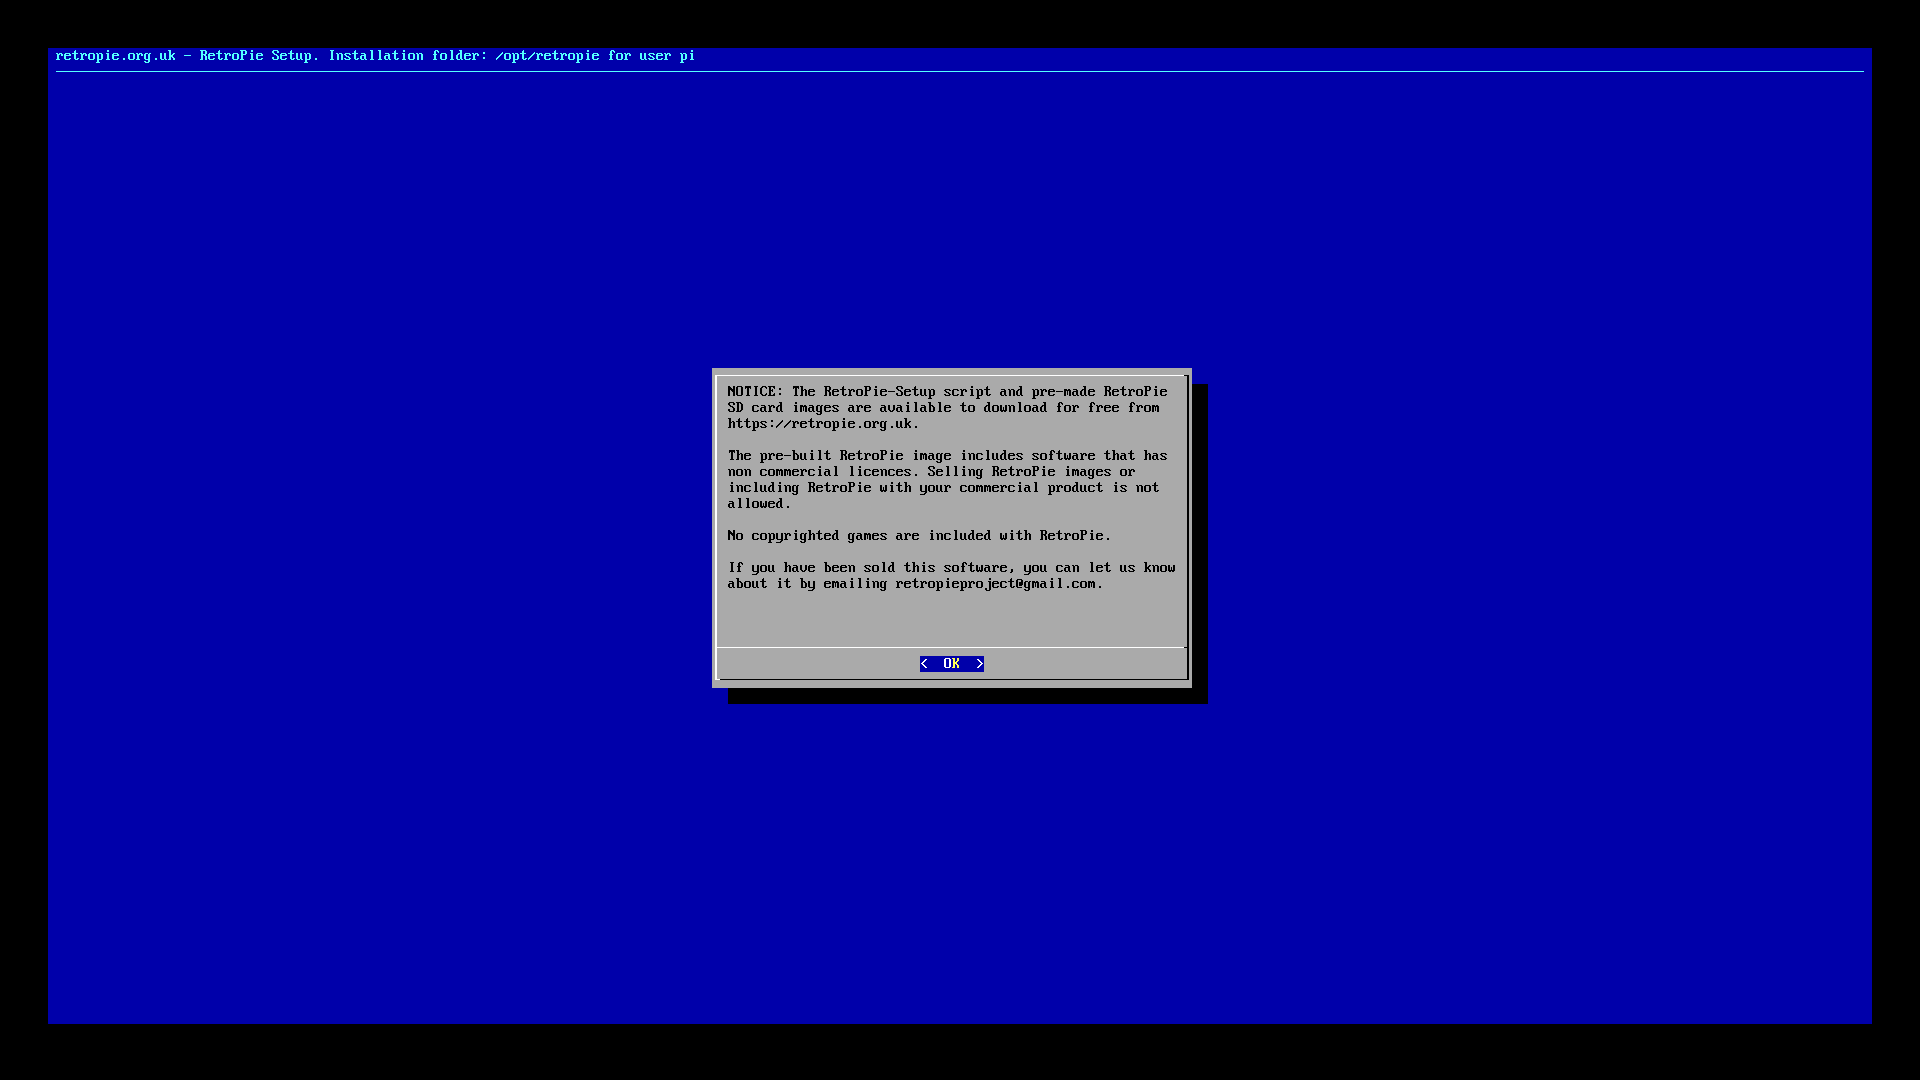 retropie.org.uk - RetroPie Setup. Installation folder: /opt/retropie for user pi
NOTICE: The RetroPie-Setup script and pre-made RetroPie
SD card images are available to download for free from
https://retropie.org.uk.
The pre-built RetroPie image includes software that has
non commercial licences. Selling RetroPie images or
including RetroPie with your commercial product is not
allowed.
No copyrighted games are included with RetroPie.
If you have been sold this software, you can let us know
about it by emailing retropieproject@gmail.com.
< OK >